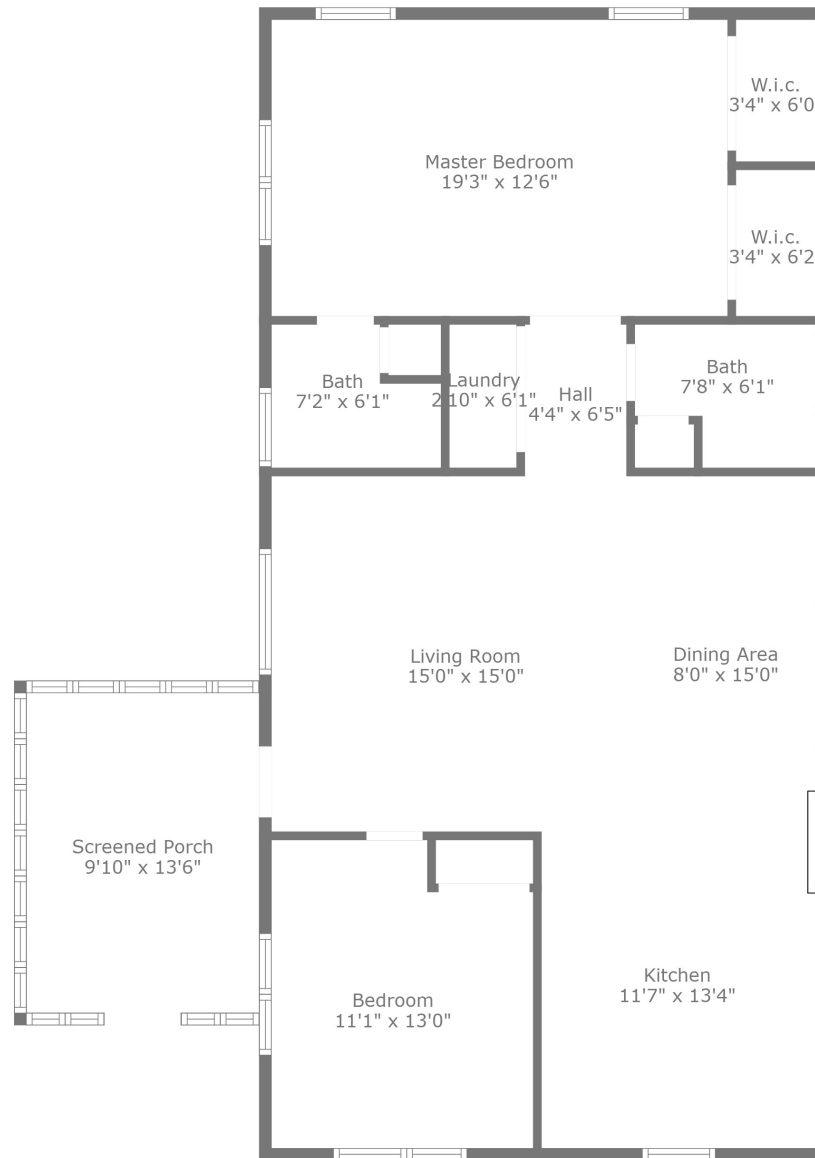 W.i.c.
3'4" x 6'0
Master Bedroom
19'3" x 12'6"
W.i.c.
3'4" x 6'2
Bath
7'2" x 6'1"
Laundry
2'10" x 6'1"
Hall
4'4" x 6'5"
Bath
7'8" x 6'1"
Living Room
15'0" x 15'0"
Dining Area
8'0" x 15'0"
Screened Porch
9'10" x 13'6"
Bedroom
11'1" x 13'0"
Kitchen
11'7" x 13'4"